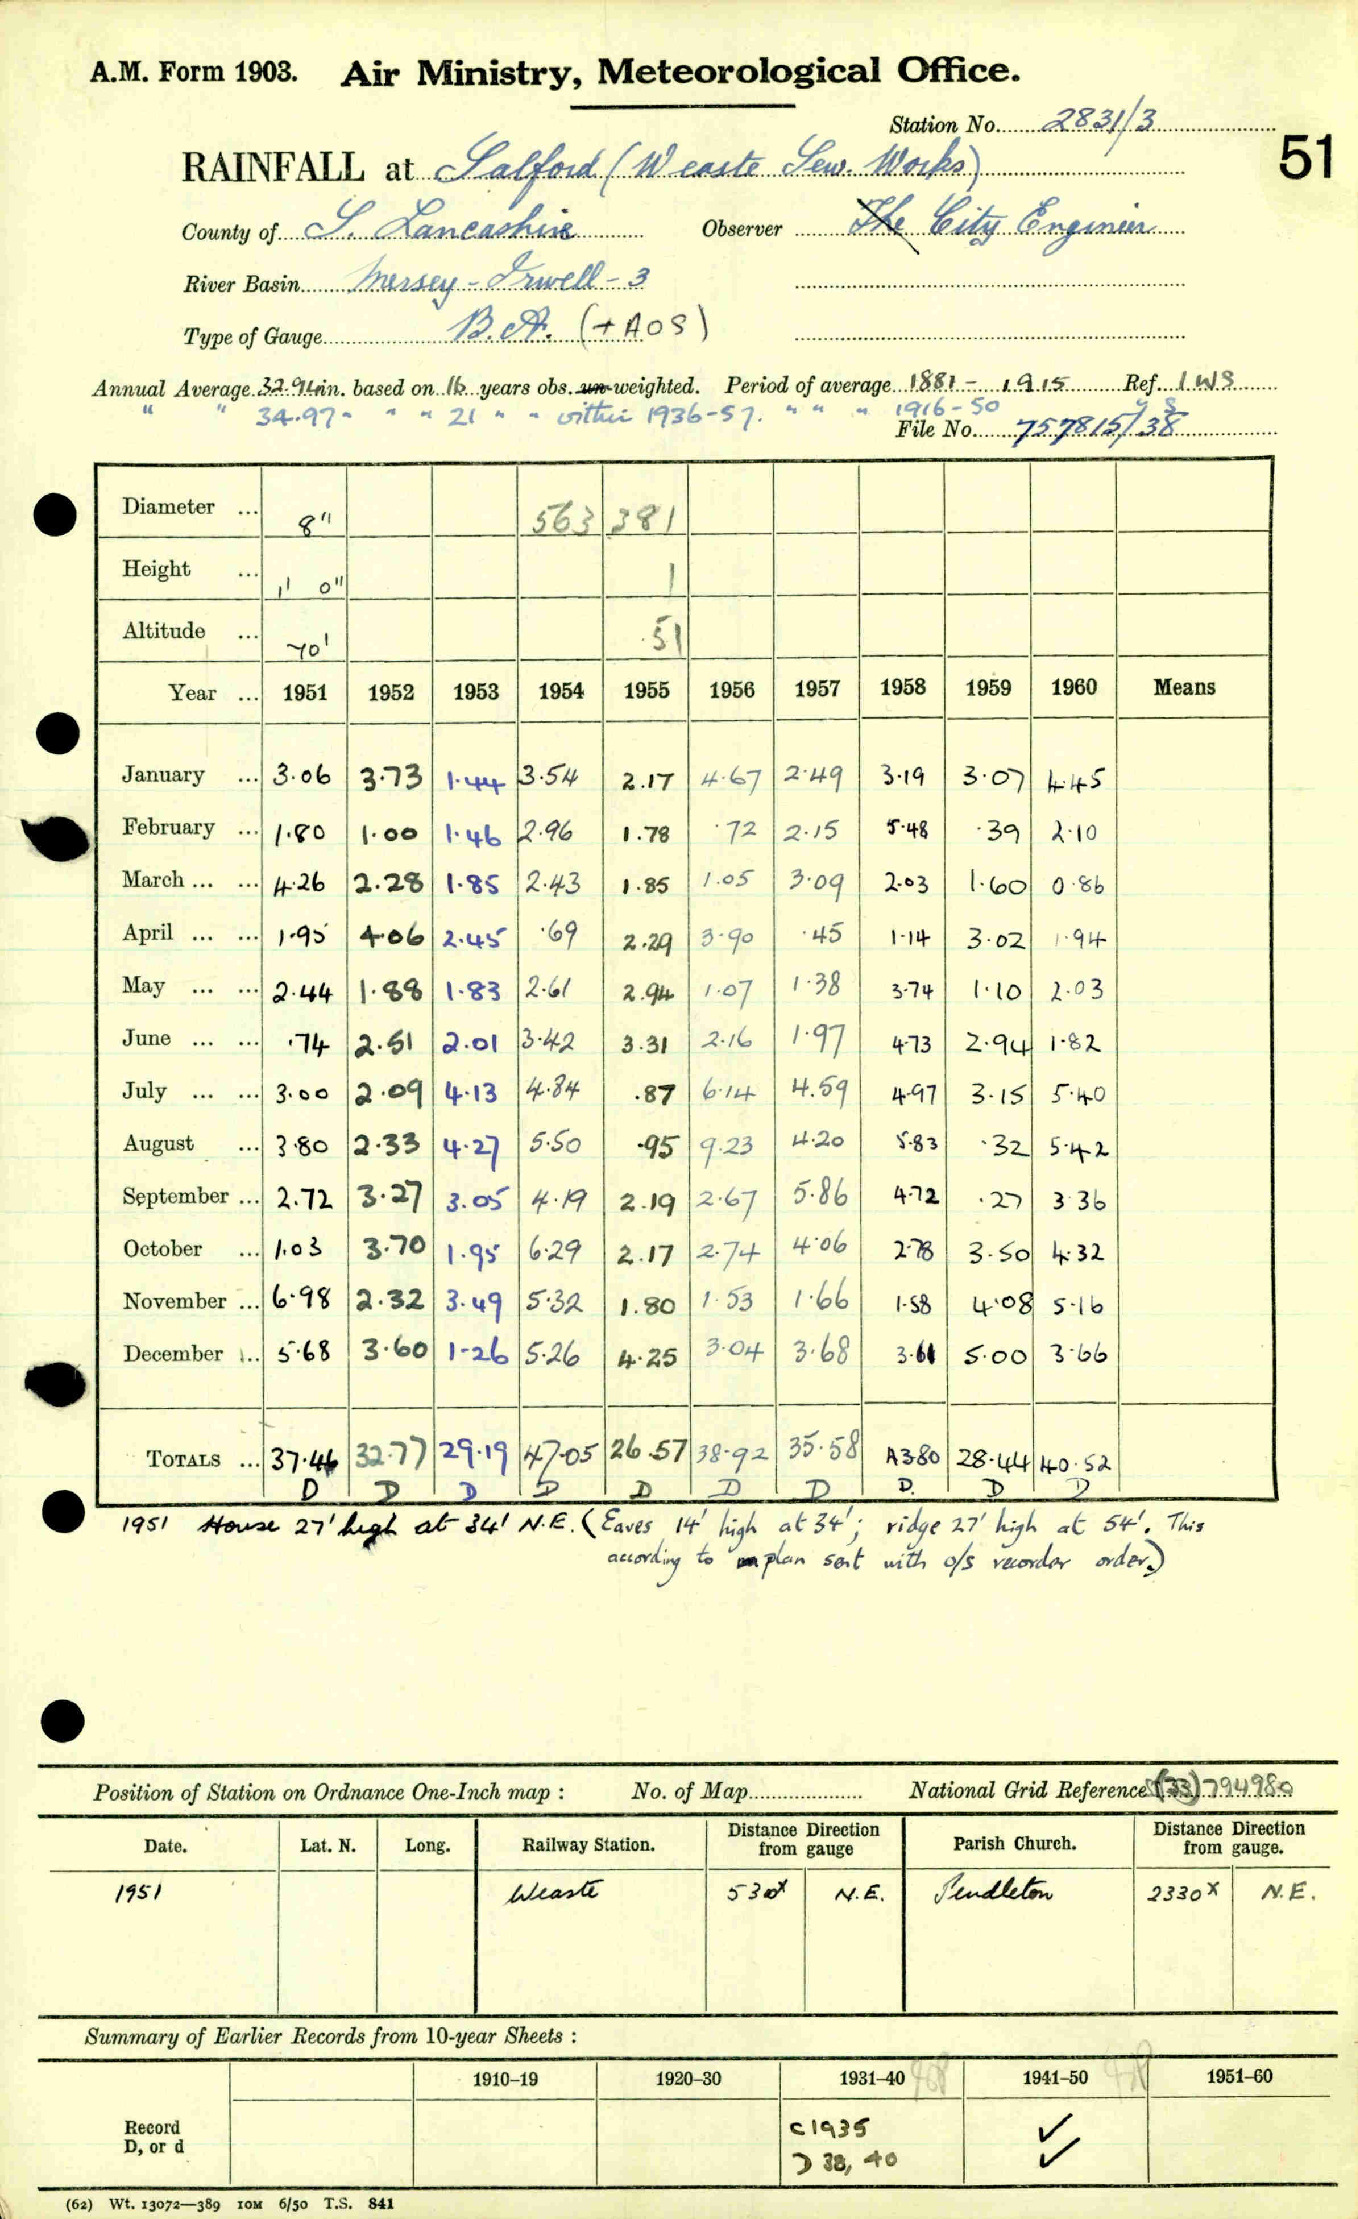 A.M. Form 1903. Air Ministry, Meteorological Office.
Station No. 2831/3
51
RAINFALL at Salford (Weaste Sew. Works)
County of S. Lancashire Observer The City Engineer
River Basin Mersey - Irwell - 3
Type of Gauge B.A. (+AOS)
Annual Average 32.94 in. based on 16 years obs. un-weighted. Period of average 1881 - 1915 Ref. IWS
" " 34.97" " " 21 " " within 1936-57. " " " 1916-50
File No. 757815/38
Diameter ... 8" 563 381
Height ... 1' 0" 1
Altitude ... 70' 51
Year ... 1951 1952 1953 1954 1955 1956 1957 1958 1959 1960 Means
January ... 3.06 3.73 1.44 3.54 2.17 4.67 2.49 3.19 3.07 4.45
February ... 1.80 1.00 1.46 2.96 1.78 .72 2.15 5.48 .39 2.10
March ... ... 4.26 2.28 1.85 2.43 1.85 1.05 3.09 2.03 1.60 0.86
April ... ... 1.95 4.06 2.45 .69 2.29 3.90 .45 1.14 3.02 1.94
May ... ... 2.44 1.88 1.83 2.61 2.94 1.07 1.38 3.74 1.10 2.03
June ... ... .74 2.51 2.01 3.42 3.31 2.16 1.97 4.73 2.94 1.82
July ... ... 3.00 2.09 4.13 4.84 .87 6.14 4.59 4.97 3.15 5.40
August ... 3.80 2.33 4.27 5.50 .95 9.23 4.20 5.83 .32 5.42
September ... 2.72 3.27 3.05 4.19 2.19 2.67 5.86 4.72 .27 3.36
October ... 1.03 3.70 1.95 6.29 2.17 2.74 4.06 2.78 3.50 4.32
November ... 6.98 2.32 3.49 5.32 1.80 1.53 1.66 1.58 4.08 5.16
December ... 5.68 3.60 1.26 5.26 4.25 3.04 3.68 3.61 5.00 3.66
TOTALS ... 37.46 32.77 29.19 47.05 26.57 38.92 35.58 43.80 28.44 40.52
D D D D D D D D. D D
1951 House 27' high at 34' N.E. (Eaves 14' high at 34'; ridge 27' high at 54'. This
according to plan sent with o/s recorder order.)
Position of Station on Ordnance One-Inch map : No. of Map National Grid Reference (33)794980
Date. Lat. N. Long. Railway Station. Distance from gauge Direction Parish Church. Distance from gauge. Direction
1951 Weaste 530x N.E. Pendleton 2330x N.E.
Summary of Earlier Records from 10-year Sheets :
1910-19 1920-30 1931-40 1941-50 1951-60
Record c1935 ✓
D, or d D 38, 40 ✓
(62) Wt. 13072—389 10M 6/50 T.S. 841